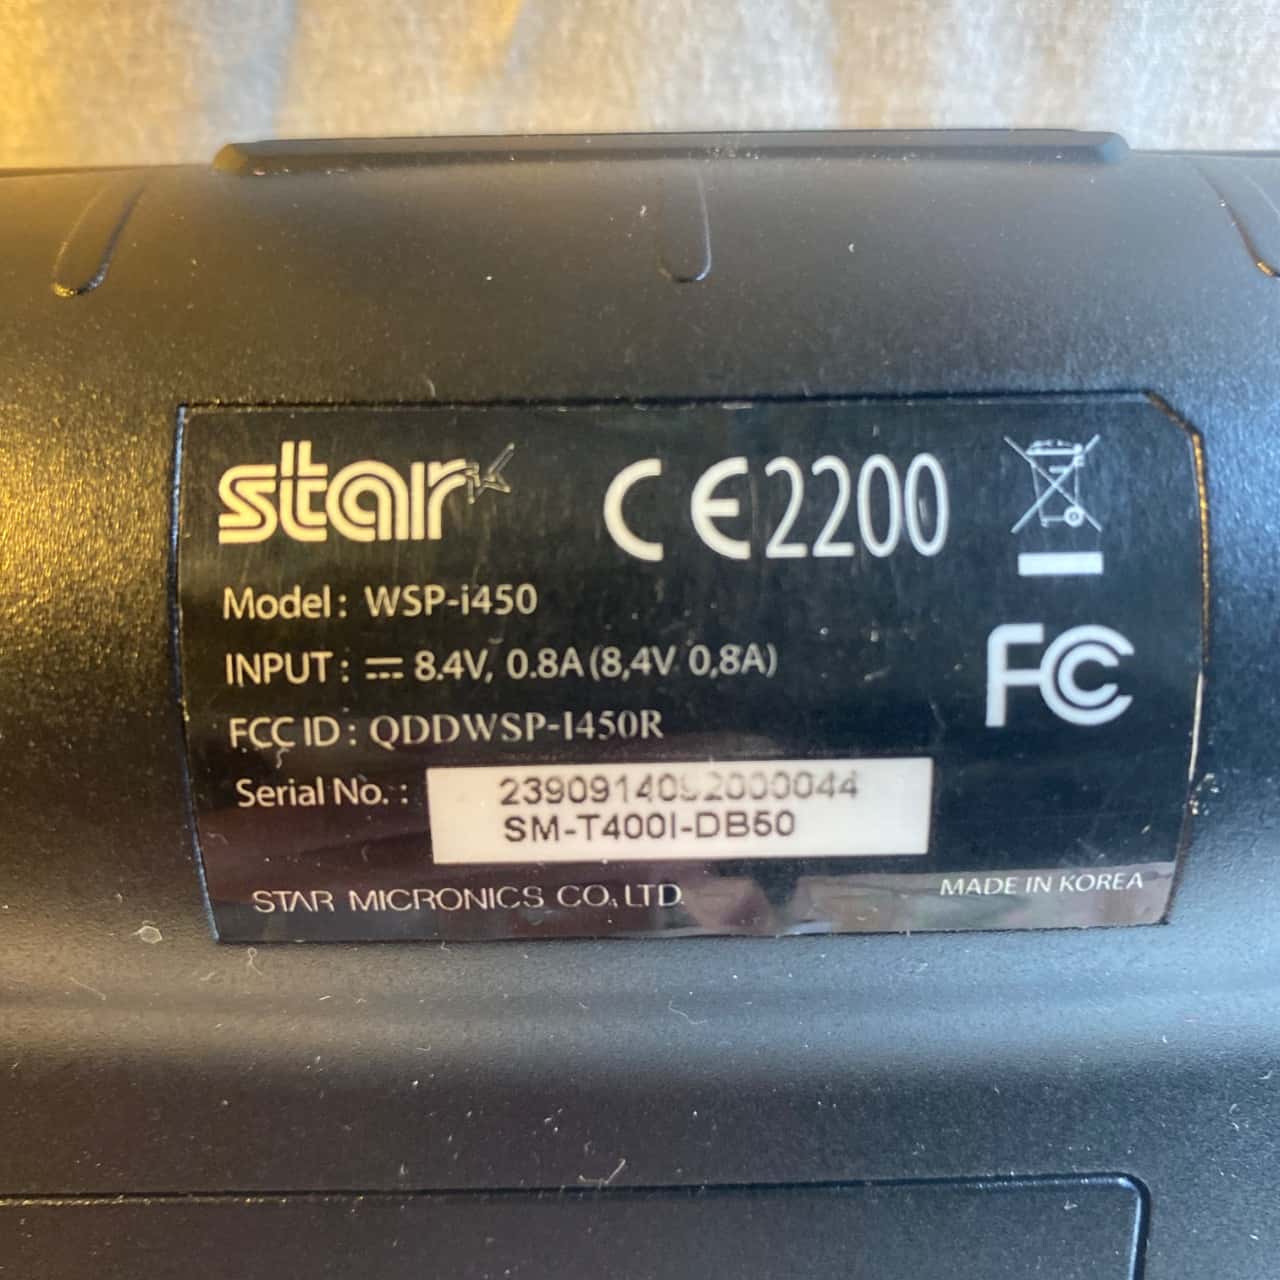 star
CE2200
Model: WSP-i450
INPUT: ⎓ 8.4V, 0.8A (8,4V 0,8A)
FC
FCC ID: QDDWSP-I450R
Serial No.:
SM-T400I-DB50
STAR MICRONICS CO., LTD.
MADE IN KOREA